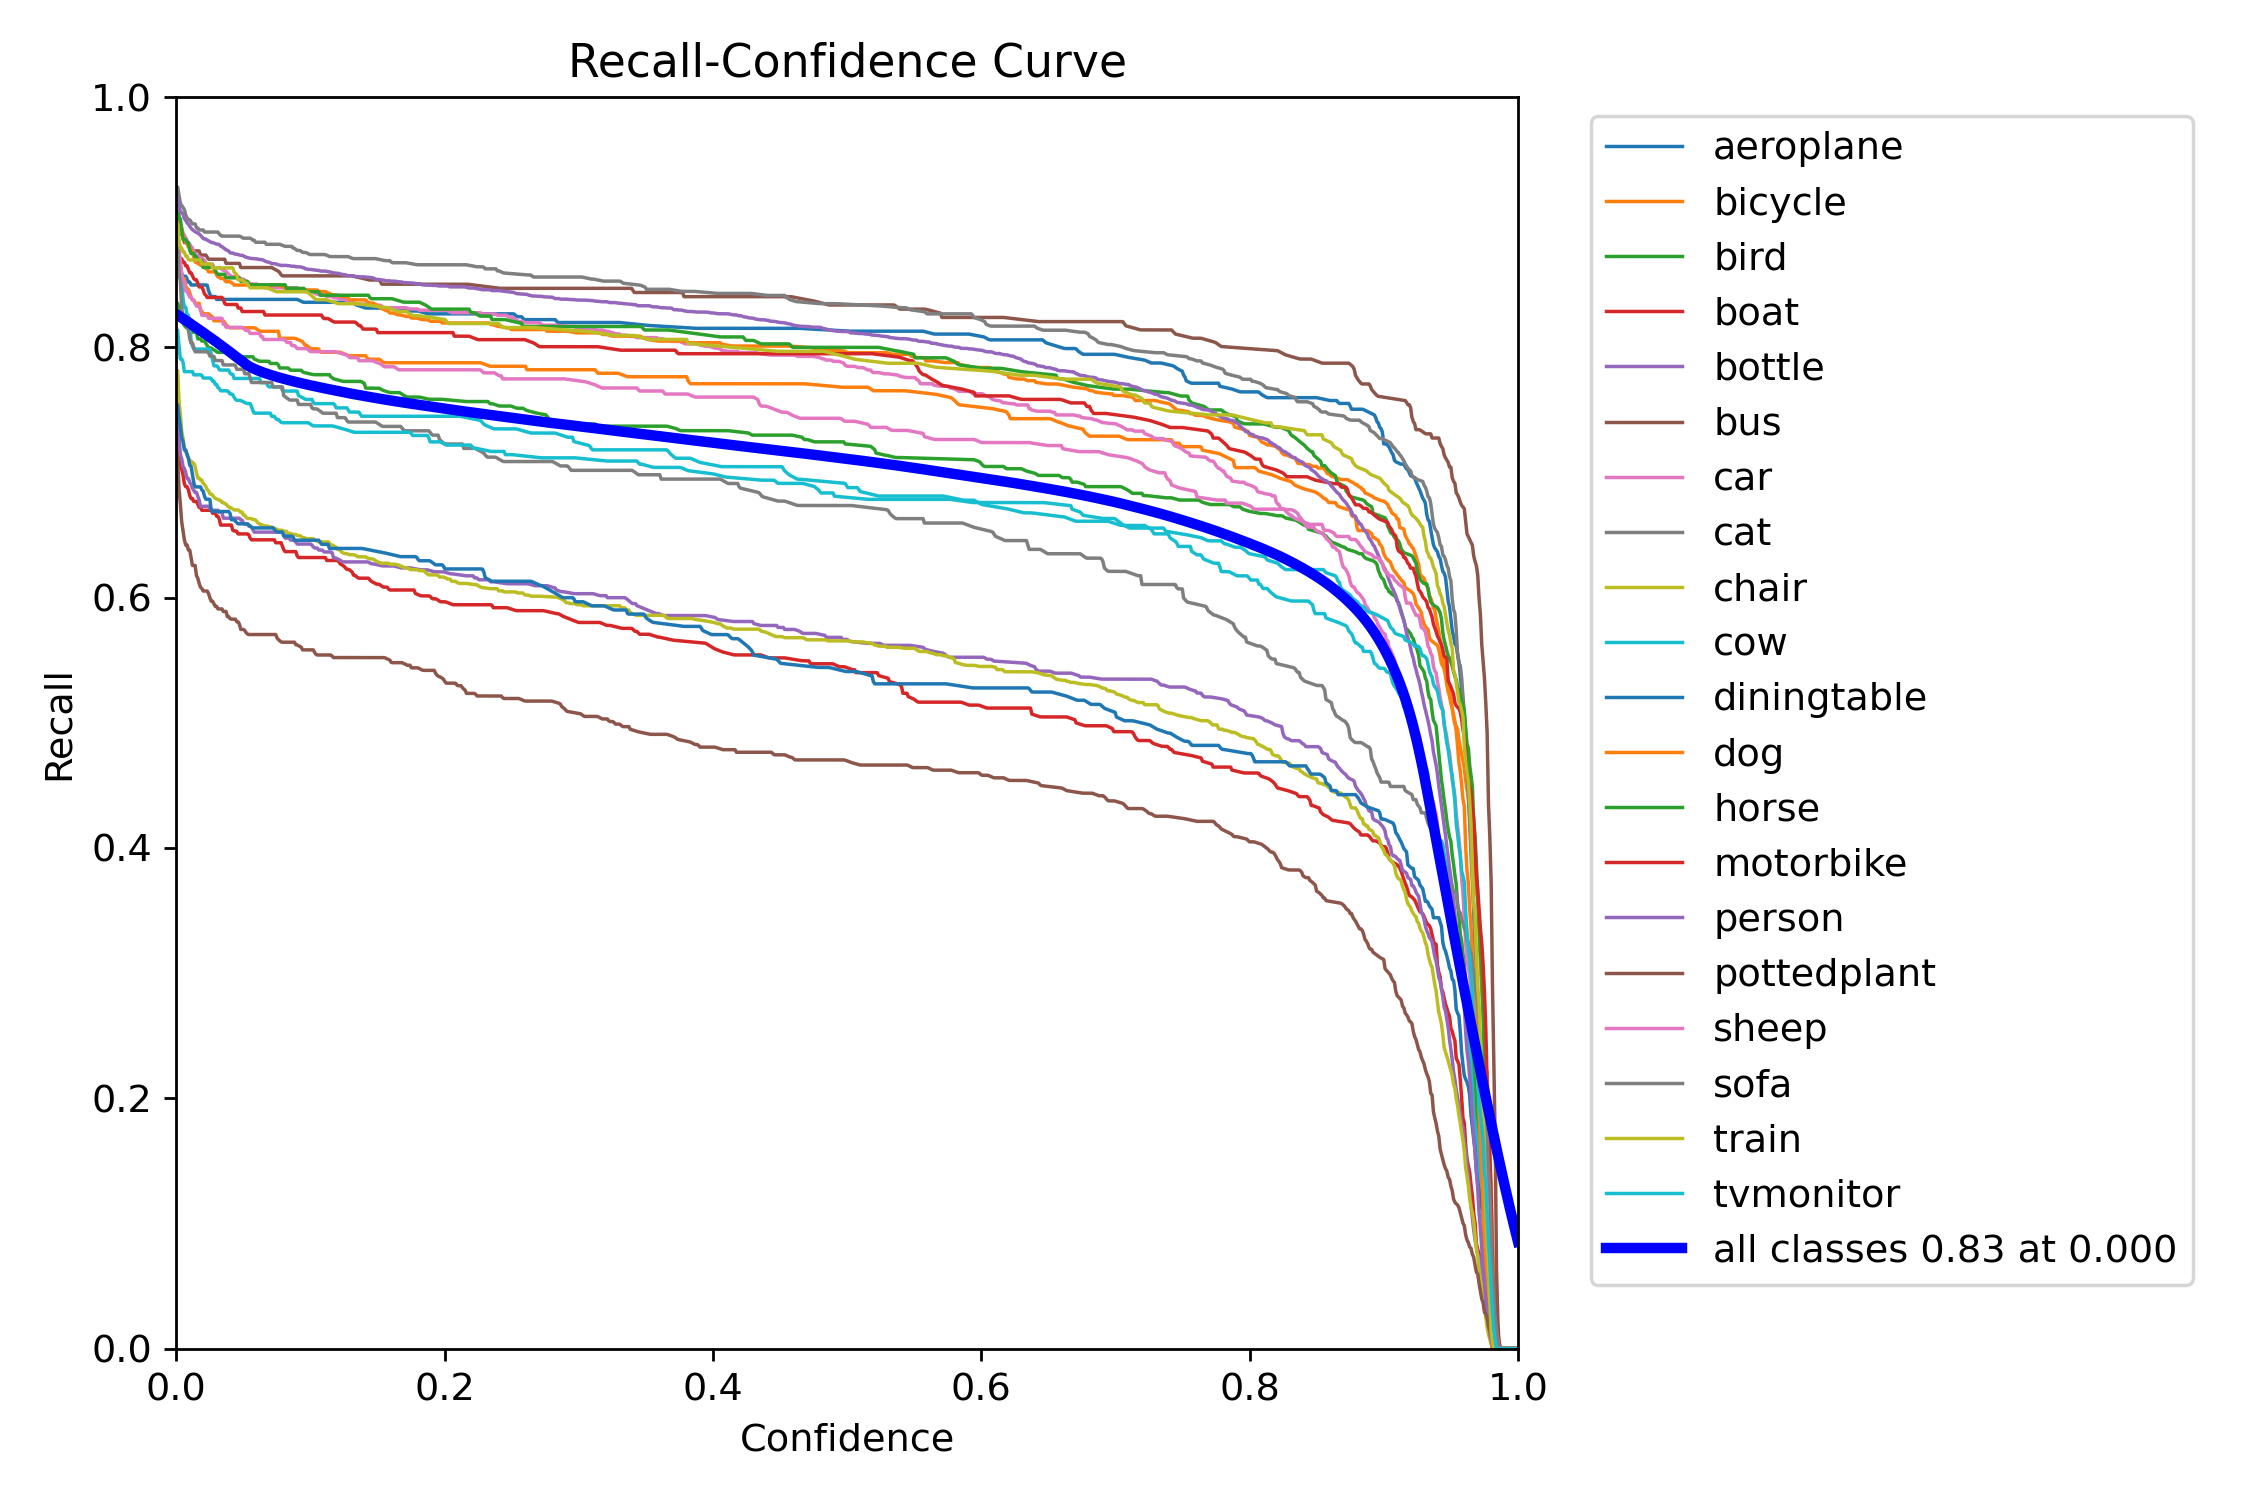 Recall-Confidence Curve
1.0
0.8
0.6
0.4
0.2
0.0
Recall
0.0 0.2 0.4 0.6 0.8 1.0
Confidence
aeroplane
bicycle
bird
boat
bottle
bus
car
cat
chair
cow
diningtable
dog
horse
motorbike
person
pottedplant
sheep
sofa
train
tvmonitor
all classes 0.83 at 0.000